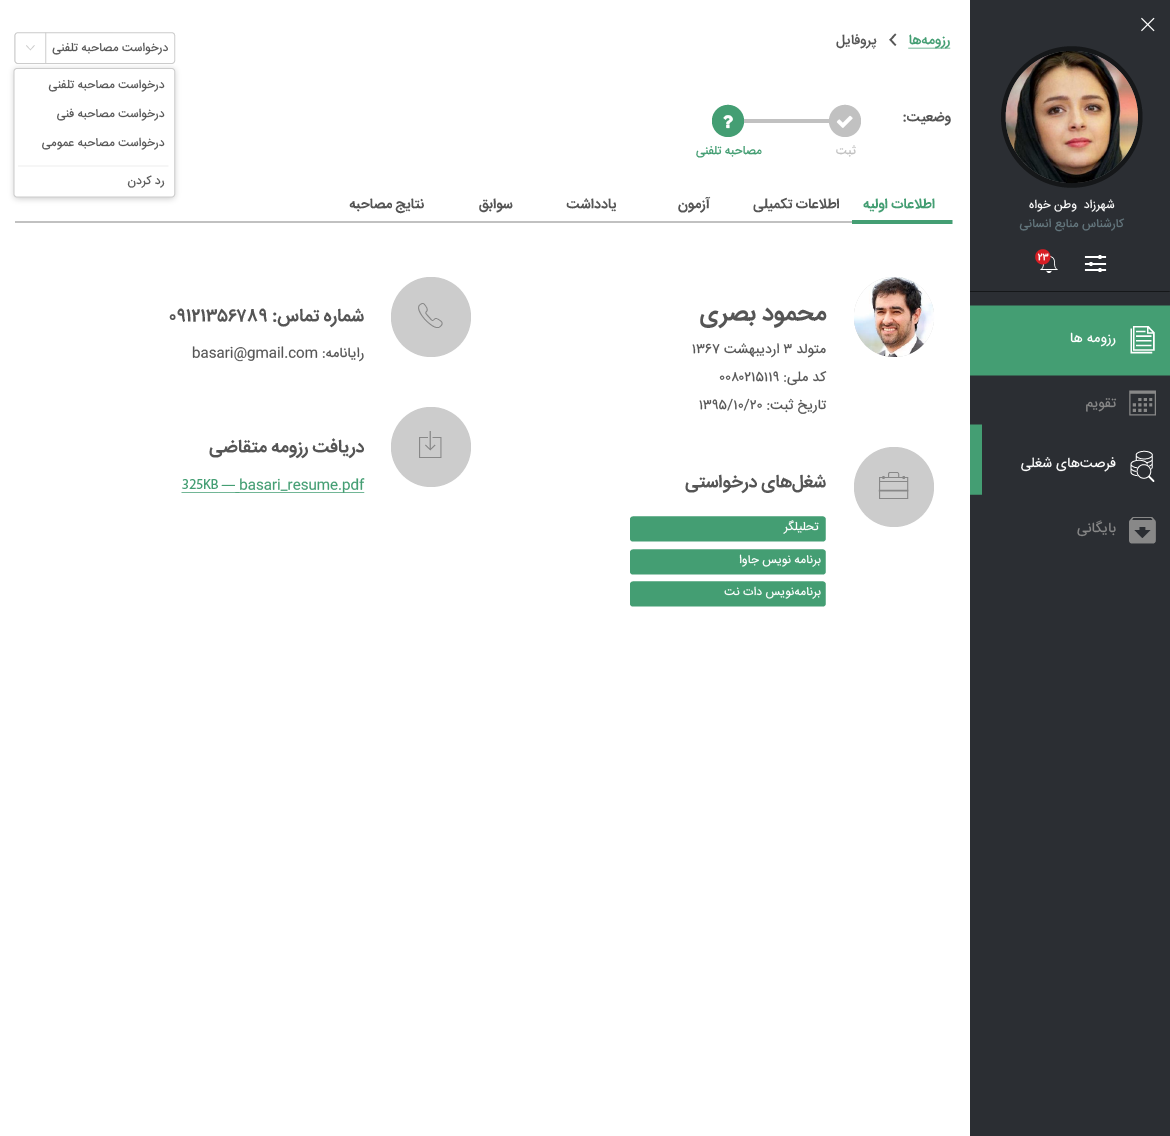 شهرزاد وطن خواه
کارشناس منابع انسانی
۲۳
رزومه ها
تقویم
فرصت‌های شغلی
بایگانی
رزومه‌ها
پروفایل
درخواست مصاحبه تلفنی
درخواست مصاحبه تلفنی
درخواست مصاحبه فنی
درخواست مصاحبه عمومی
رد کردن
وضعیت:
ثبت
?
مصاحبه تلفنی
اطلاعات اولیه
اطلاعات تکمیلی
آزمون
یادداشت
سوابق
نتایج مصاحبه
محمود بصری
متولد ۳ اردیبهشت ۱۳۶۷
کد ملی: ۰۰۸۰۲۱۵۱۱۹
تاریخ ثبت: ۱۳۹۵/۱۰/۲۰
شغل‌های درخواستی
تحلیلگر
برنامه نویس جاوا
برنامه‌نویس دات نت
شماره تماس: ۰۹۱۲۱۳۵۶۷۸۹
رایانامه: basari@gmail.com
دریافت رزومه متقاضی
325KB — basari_resume.pdf